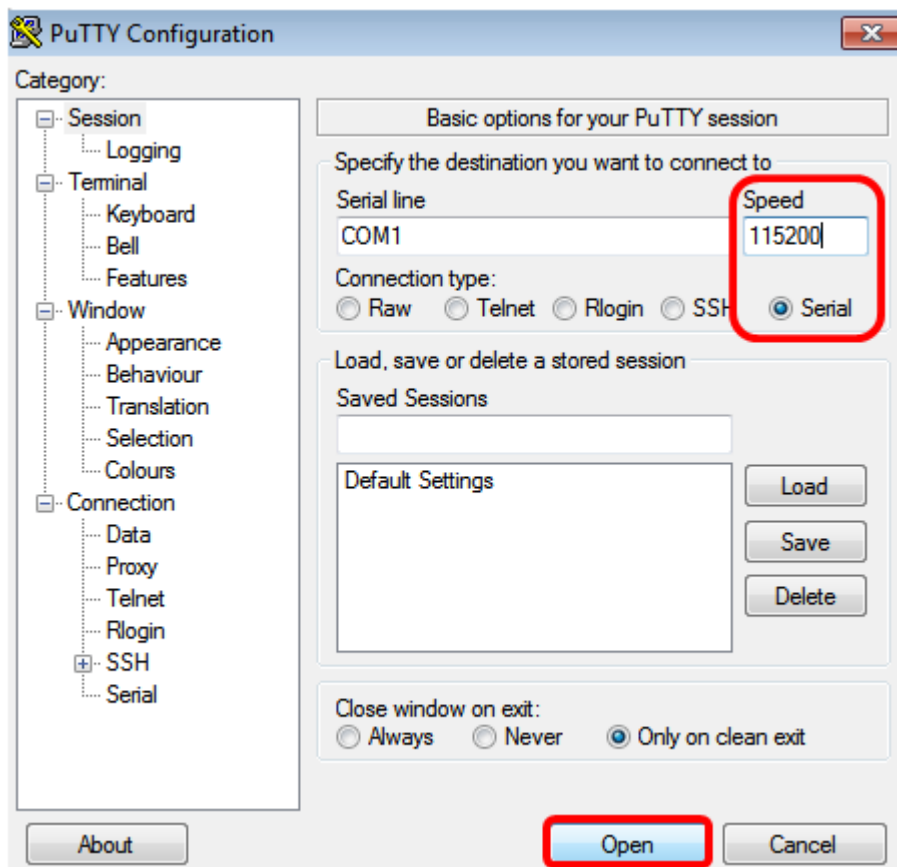 PuTTY Configuration
Category:
Session
Logging
Terminal
Keyboard
Bell
Features
Window
Appearance
Behaviour
Translation
Selection
Colours
Connection
Data
Proxy
Telnet
Rlogin
SSH
Serial
Basic options for your PuTTY session
Specify the destination you want to connect to
Serial line Speed
COM1 115200
Connection type:
Raw Telnet Rlogin SSH Serial
Load, save or delete a stored session
Saved Sessions
Default Settings
Load
Save
Delete
Close window on exit:
Always Never Only on clean exit
About Open Cancel